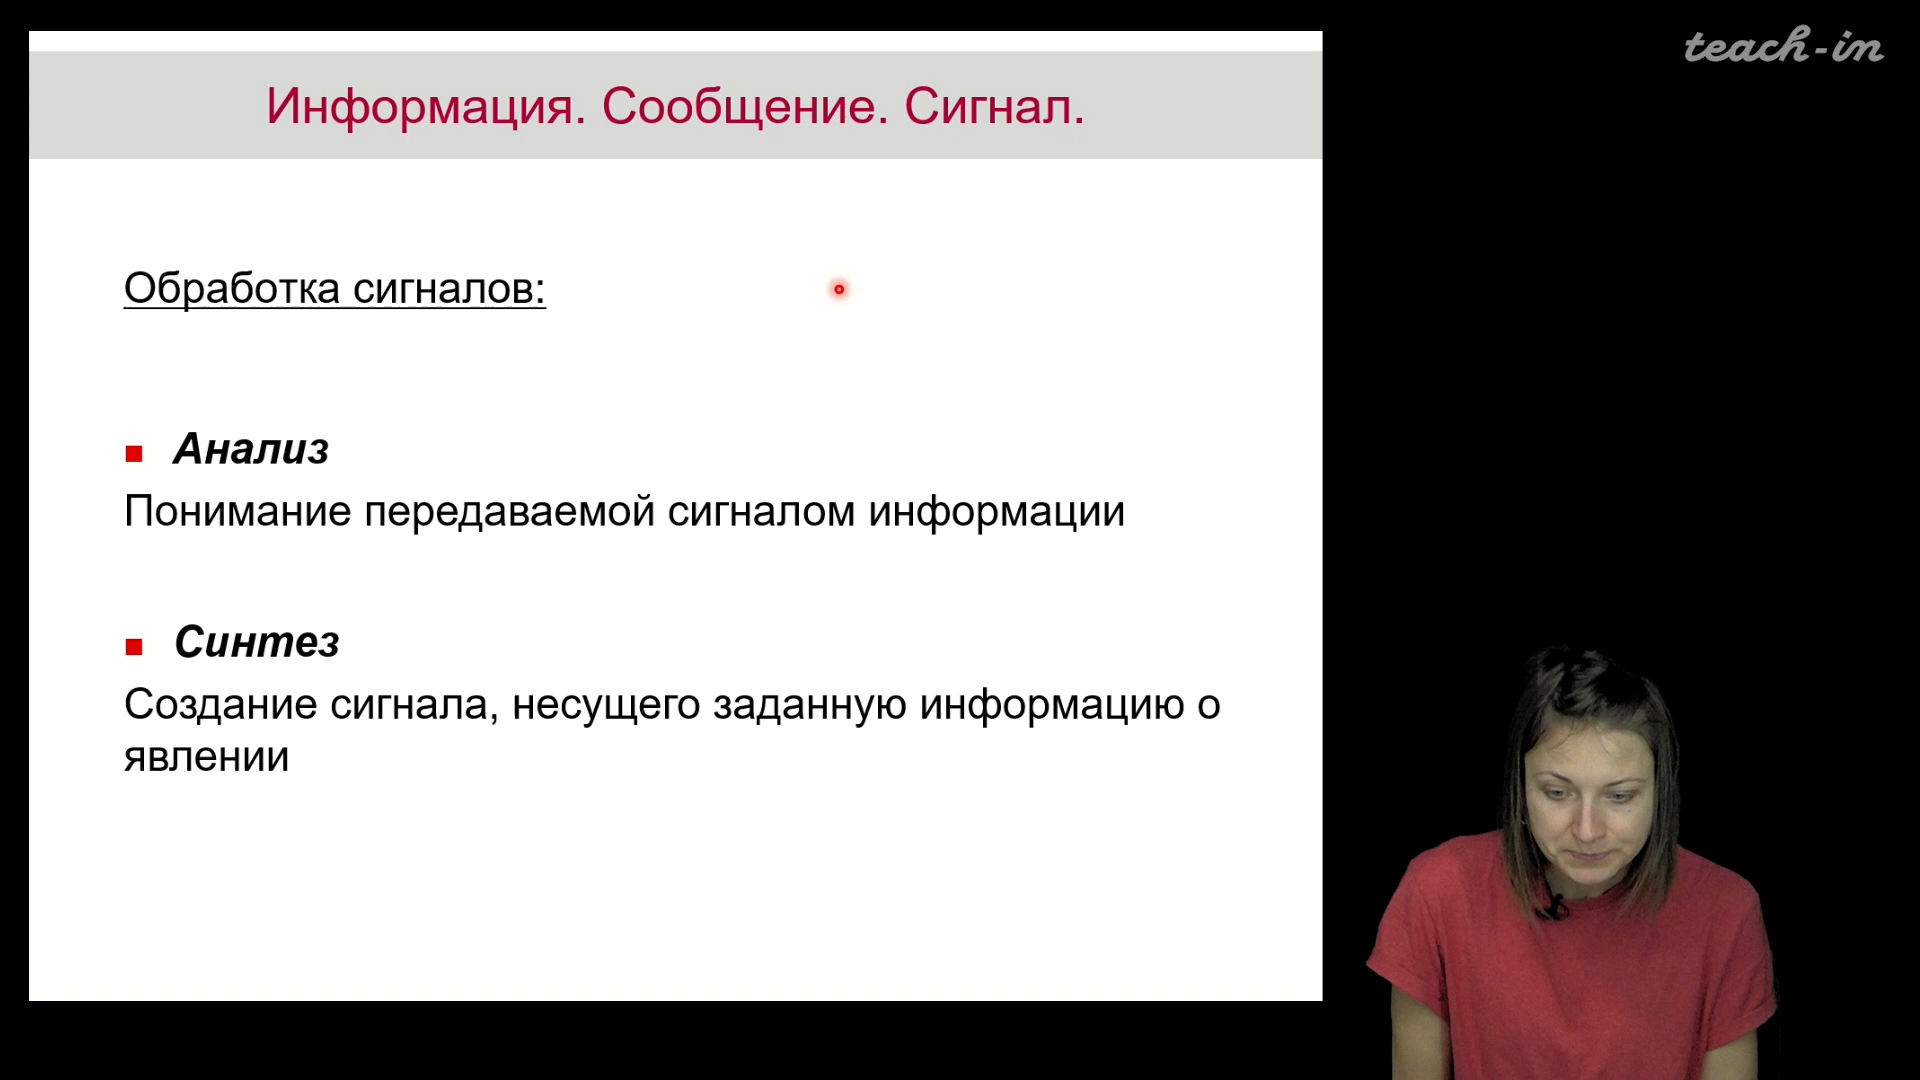 teach-in
Информация. Сообщение. Сигнал.
Обработка сигналов:
Анализ
Понимание передаваемой сигналом информации
Синтез
Создание сигнала, несущего заданную информацию о
явлении